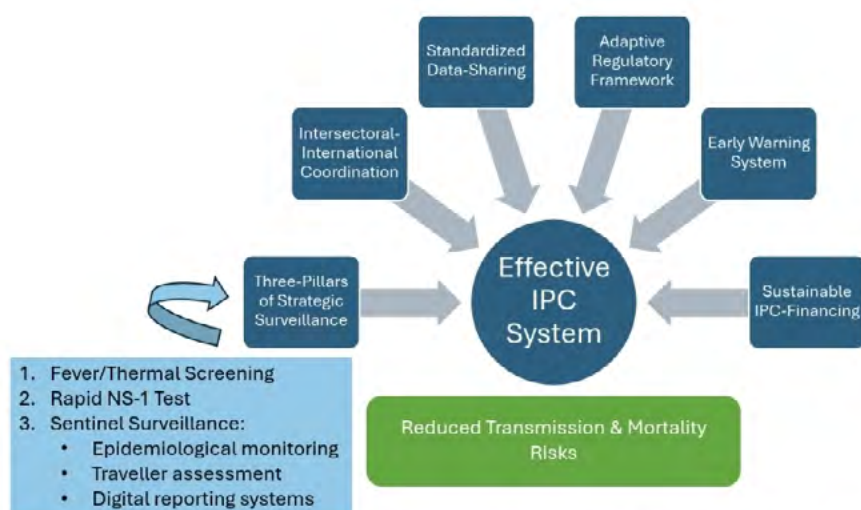 Standardized
Data-Sharing
Adaptive
Regulatory
Framework
Intersectoral-
International
Coordination
Early Warning
System
Three-Pillars
of Strategic
Surveillance
Effective
IPC
System
Sustainable
IPC-Financing
1. Fever/Thermal Screening
2. Rapid NS-1 Test
3. Sentinel Surveillance:
• Epidemiological monitoring
• Traveller assessment
• Digital reporting systems
Reduced Transmission & Mortality
Risks